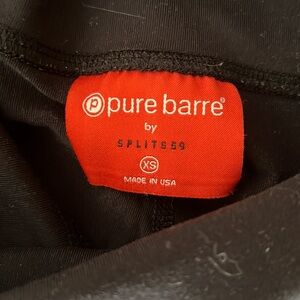 pure barre®
by
SPLITS59
XS
MADE IN USA